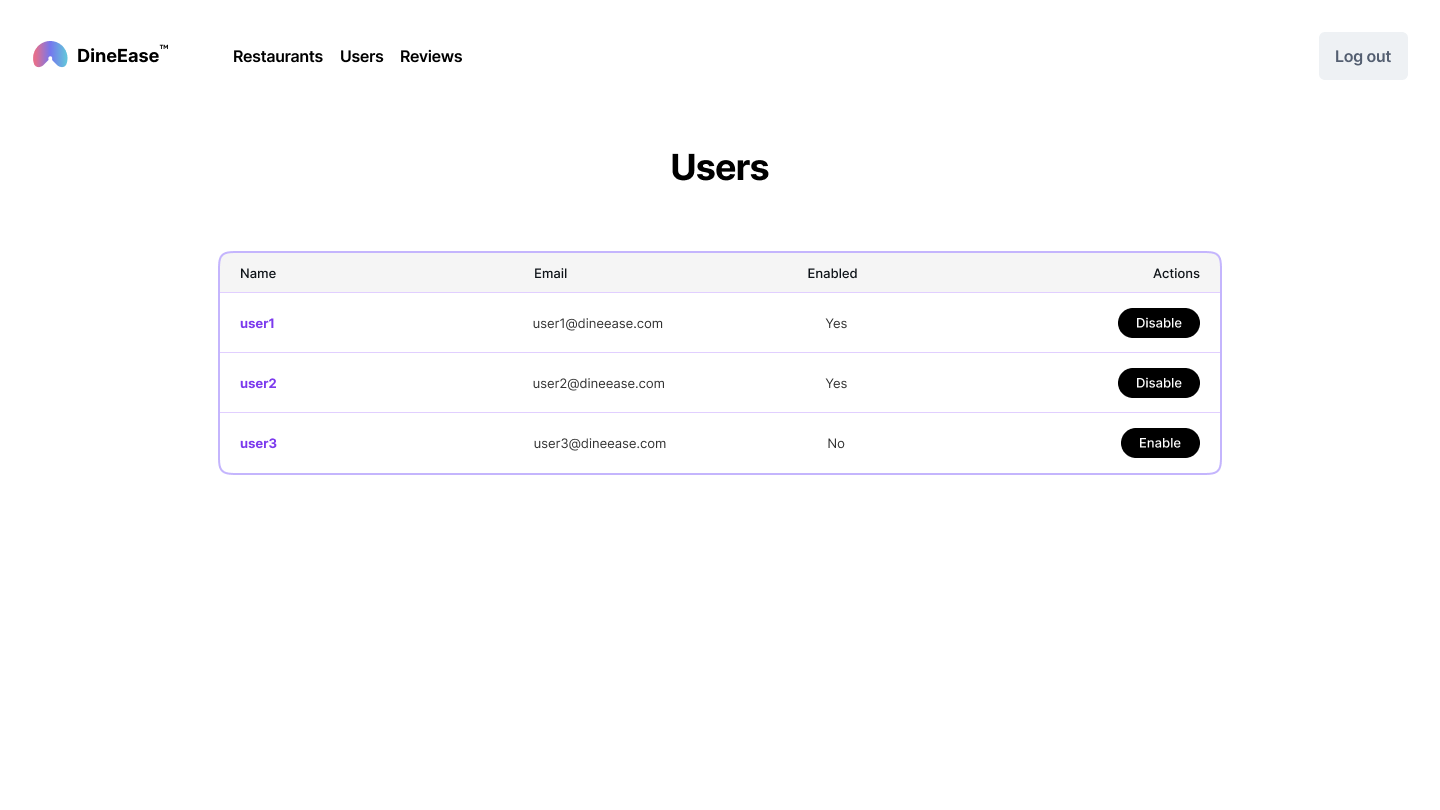 DineEase™ Restaurants Users Reviews Log out
Users
Name Email Enabled Actions
user1 user1@dineease.com Yes Disable
user2 user2@dineease.com Yes Disable
user3 user3@dineease.com No Enable